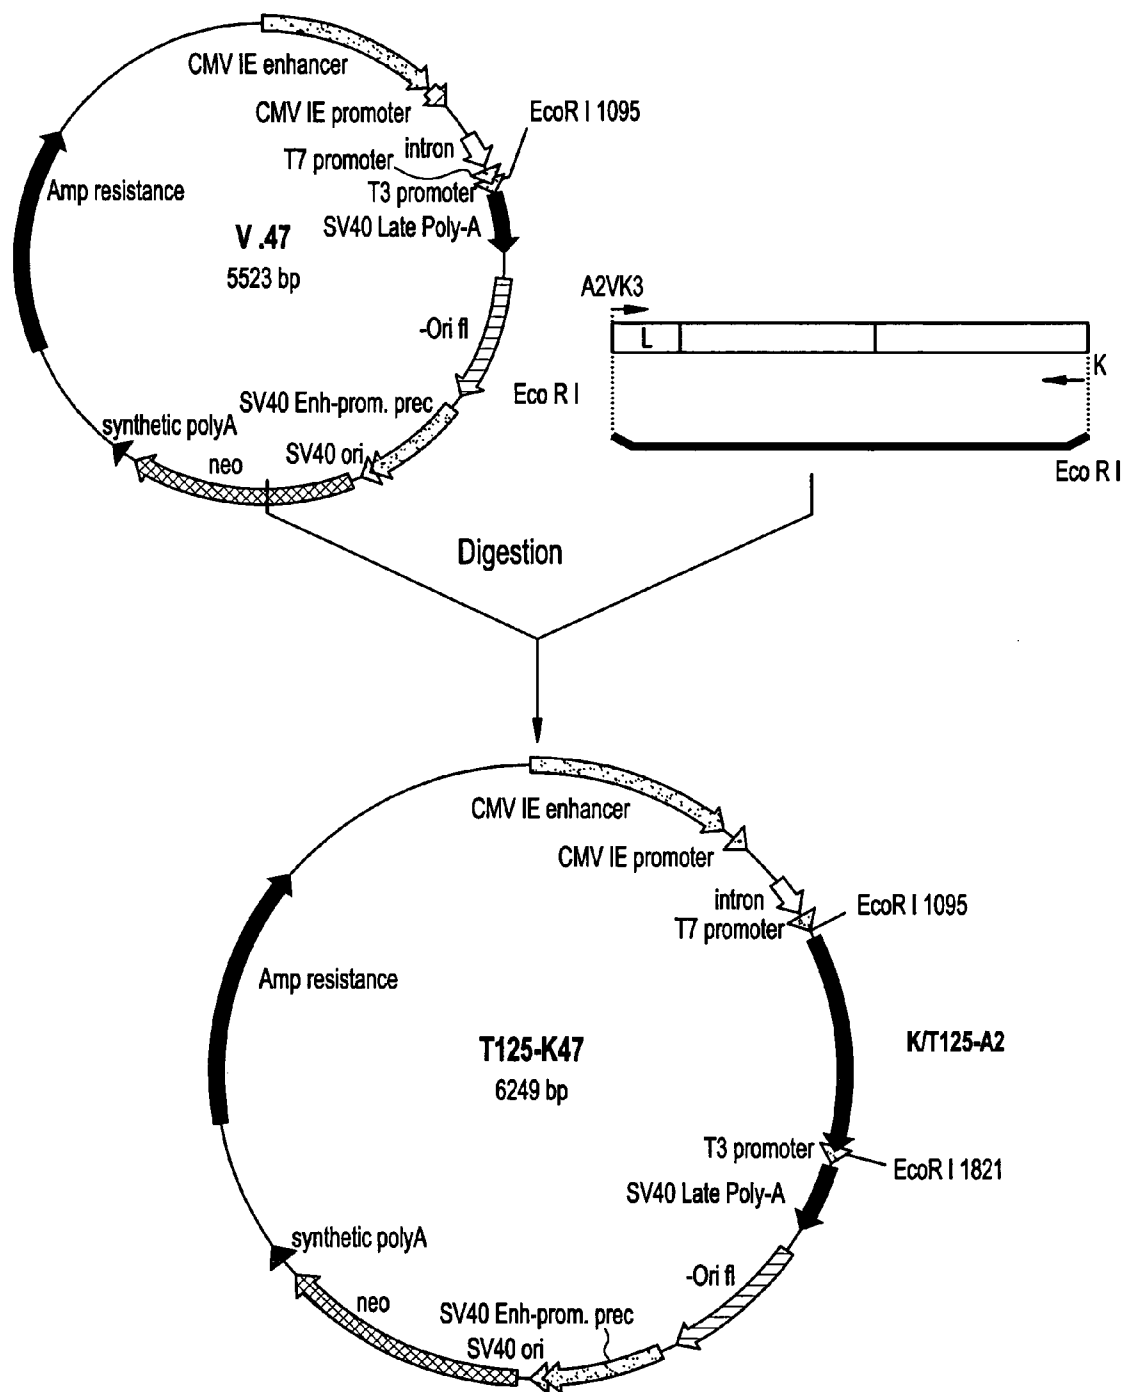 CMV IE enhancer
CMV IE promoter
EcoR I 1095
intron
T7 promoter
T3 promoter
SV40 Late Poly-A
Amp resistance
V .47
5523 bp
-Ori fl
SV40 Enh-prom. prec
SV40 ori
synthetic polyA
neo
A2VK3
L
K
Eco R I
Eco R I
Digestion
CMV IE enhancer
CMV IE promoter
intron
T7 promoter
EcoR I 1095
Amp resistance
T125-K47
6249 bp
K/T125-A2
T3 promoter
EcoR I 1821
SV40 Late Poly-A
synthetic polyA
-Ori fl
neo
SV40 Enh-prom. prec
SV40 ori